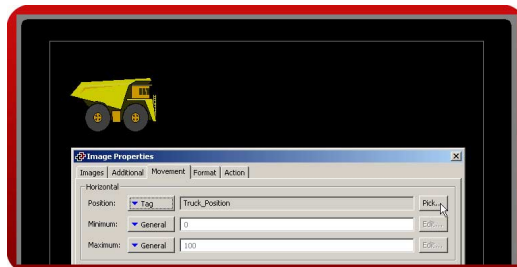 Image Properties
Images Additional Movement Format Action
Horizontal
Position: Tag Truck_Position Pick...
Minimum: General 0 Edit...
Maximum: General 100 Edit...